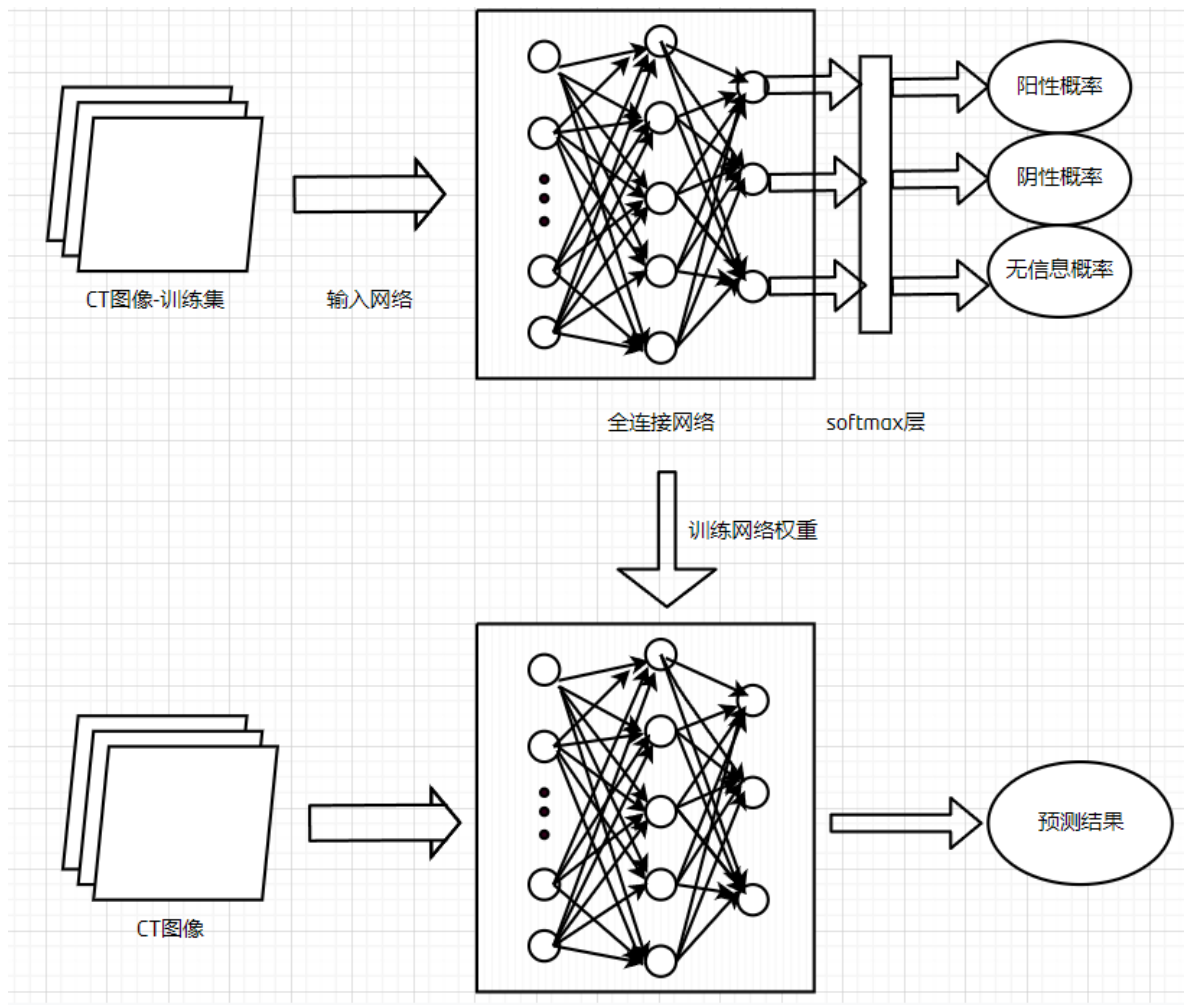 阳性概率
阴性概率
无信息概率
CT图像-训练集
输入网络
全连接网络
softmax层
训练网络权重
预测结果
CT图像